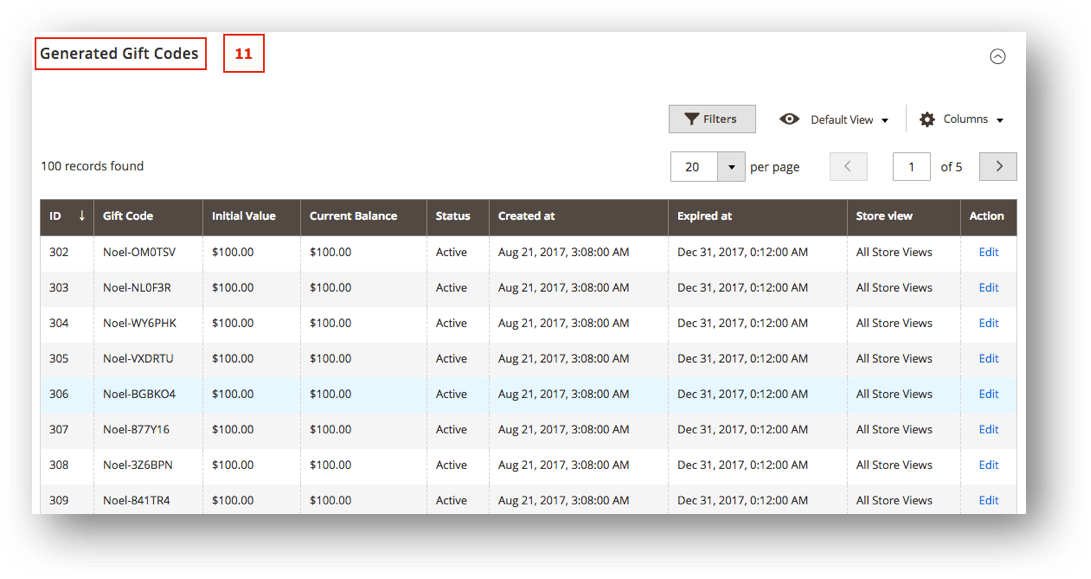 Generated Gift Codes 11
Filters Default View Columns
100 records found 20 per page 1 of 5
ID Gift Code Initial Value Current Balance Status Created at Expired at Store view Action
302 Noel-OM0TSV $100.00 $100.00 Active Aug 21, 2017, 3:08:00 AM Dec 31, 2017, 0:12:00 AM All Store Views Edit
303 Noel-NL0F3R $100.00 $100.00 Active Aug 21, 2017, 3:08:00 AM Dec 31, 2017, 0:12:00 AM All Store Views Edit
304 Noel-WY6PHK $100.00 $100.00 Active Aug 21, 2017, 3:08:00 AM Dec 31, 2017, 0:12:00 AM All Store Views Edit
305 Noel-VXDRTU $100.00 $100.00 Active Aug 21, 2017, 3:08:00 AM Dec 31, 2017, 0:12:00 AM All Store Views Edit
306 Noel-BGBKO4 $100.00 $100.00 Active Aug 21, 2017, 3:08:00 AM Dec 31, 2017, 0:12:00 AM All Store Views Edit
307 Noel-877Y16 $100.00 $100.00 Active Aug 21, 2017, 3:08:00 AM Dec 31, 2017, 0:12:00 AM All Store Views Edit
308 Noel-3Z6BPN $100.00 $100.00 Active Aug 21, 2017, 3:08:00 AM Dec 31, 2017, 0:12:00 AM All Store Views Edit
309 Noel-841TR4 $100.00 $100.00 Active Aug 21, 2017, 3:08:00 AM Dec 31, 2017, 0:12:00 AM All Store Views Edit